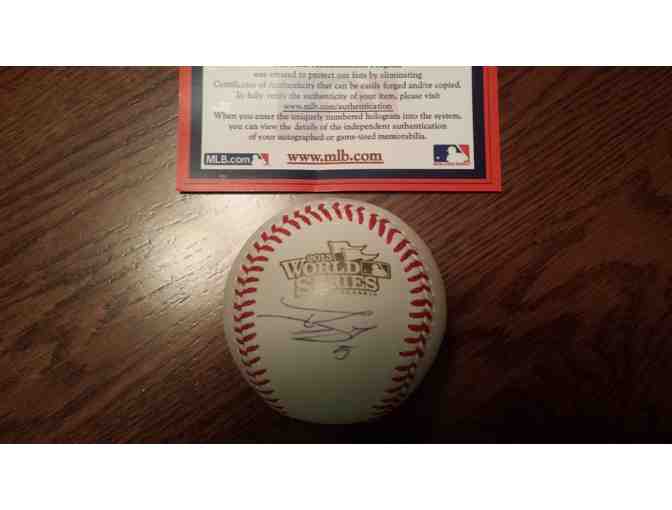 was created to protect our fans by eliminating
Certificates of Authenticity that can be easily forged and/or copied.
To fully verify the authenticity of your item, please visit
www.mlb.com/authentication
When you enter the uniquely numbered hologram into the system,
you can view the details of the independent authentication
of your autographed or game-used memorabilia.
MLB.com www.mlb.com
2013
WORLD
SERIES